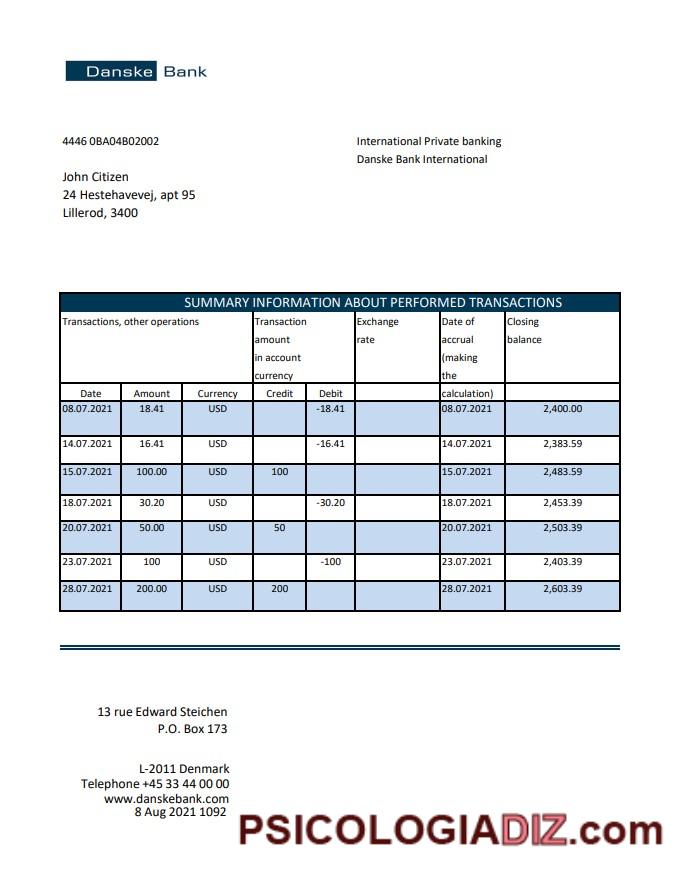 Danske Bank
4446 0BA04B02002
International Private banking
Danske Bank International
John Citizen
24 Hestehavevej, apt 95
Lillerod, 3400
SUMMARY INFORMATION ABOUT PERFORMED TRANSACTIONS
Transactions, other operations
Transaction
amount
in account
currency
Exchange
rate
Date of
accrual
(making
the
calculation)
Closing
balance
Date Amount Currency Credit Debit
08.07.2021 18.41 USD -18.41 08.07.2021 2,400.00
14.07.2021 16.41 USD -16.41 14.07.2021 2,383.59
15.07.2021 100.00 USD 100 15.07.2021 2,483.59
18.07.2021 30.20 USD -30.20 18.07.2021 2,453.39
20.07.2021 50.00 USD 50 20.07.2021 2,503.39
23.07.2021 100 USD -100 23.07.2021 2,403.39
28.07.2021 200.00 USD 200 28.07.2021 2,603.39
13 rue Edward Steichen
P.O. Box 173
L-2011 Denmark
Telephone +45 33 44 00 00
www.danskebank.com
8 Aug 2021 1092
PSICOLOGIADIZ.com